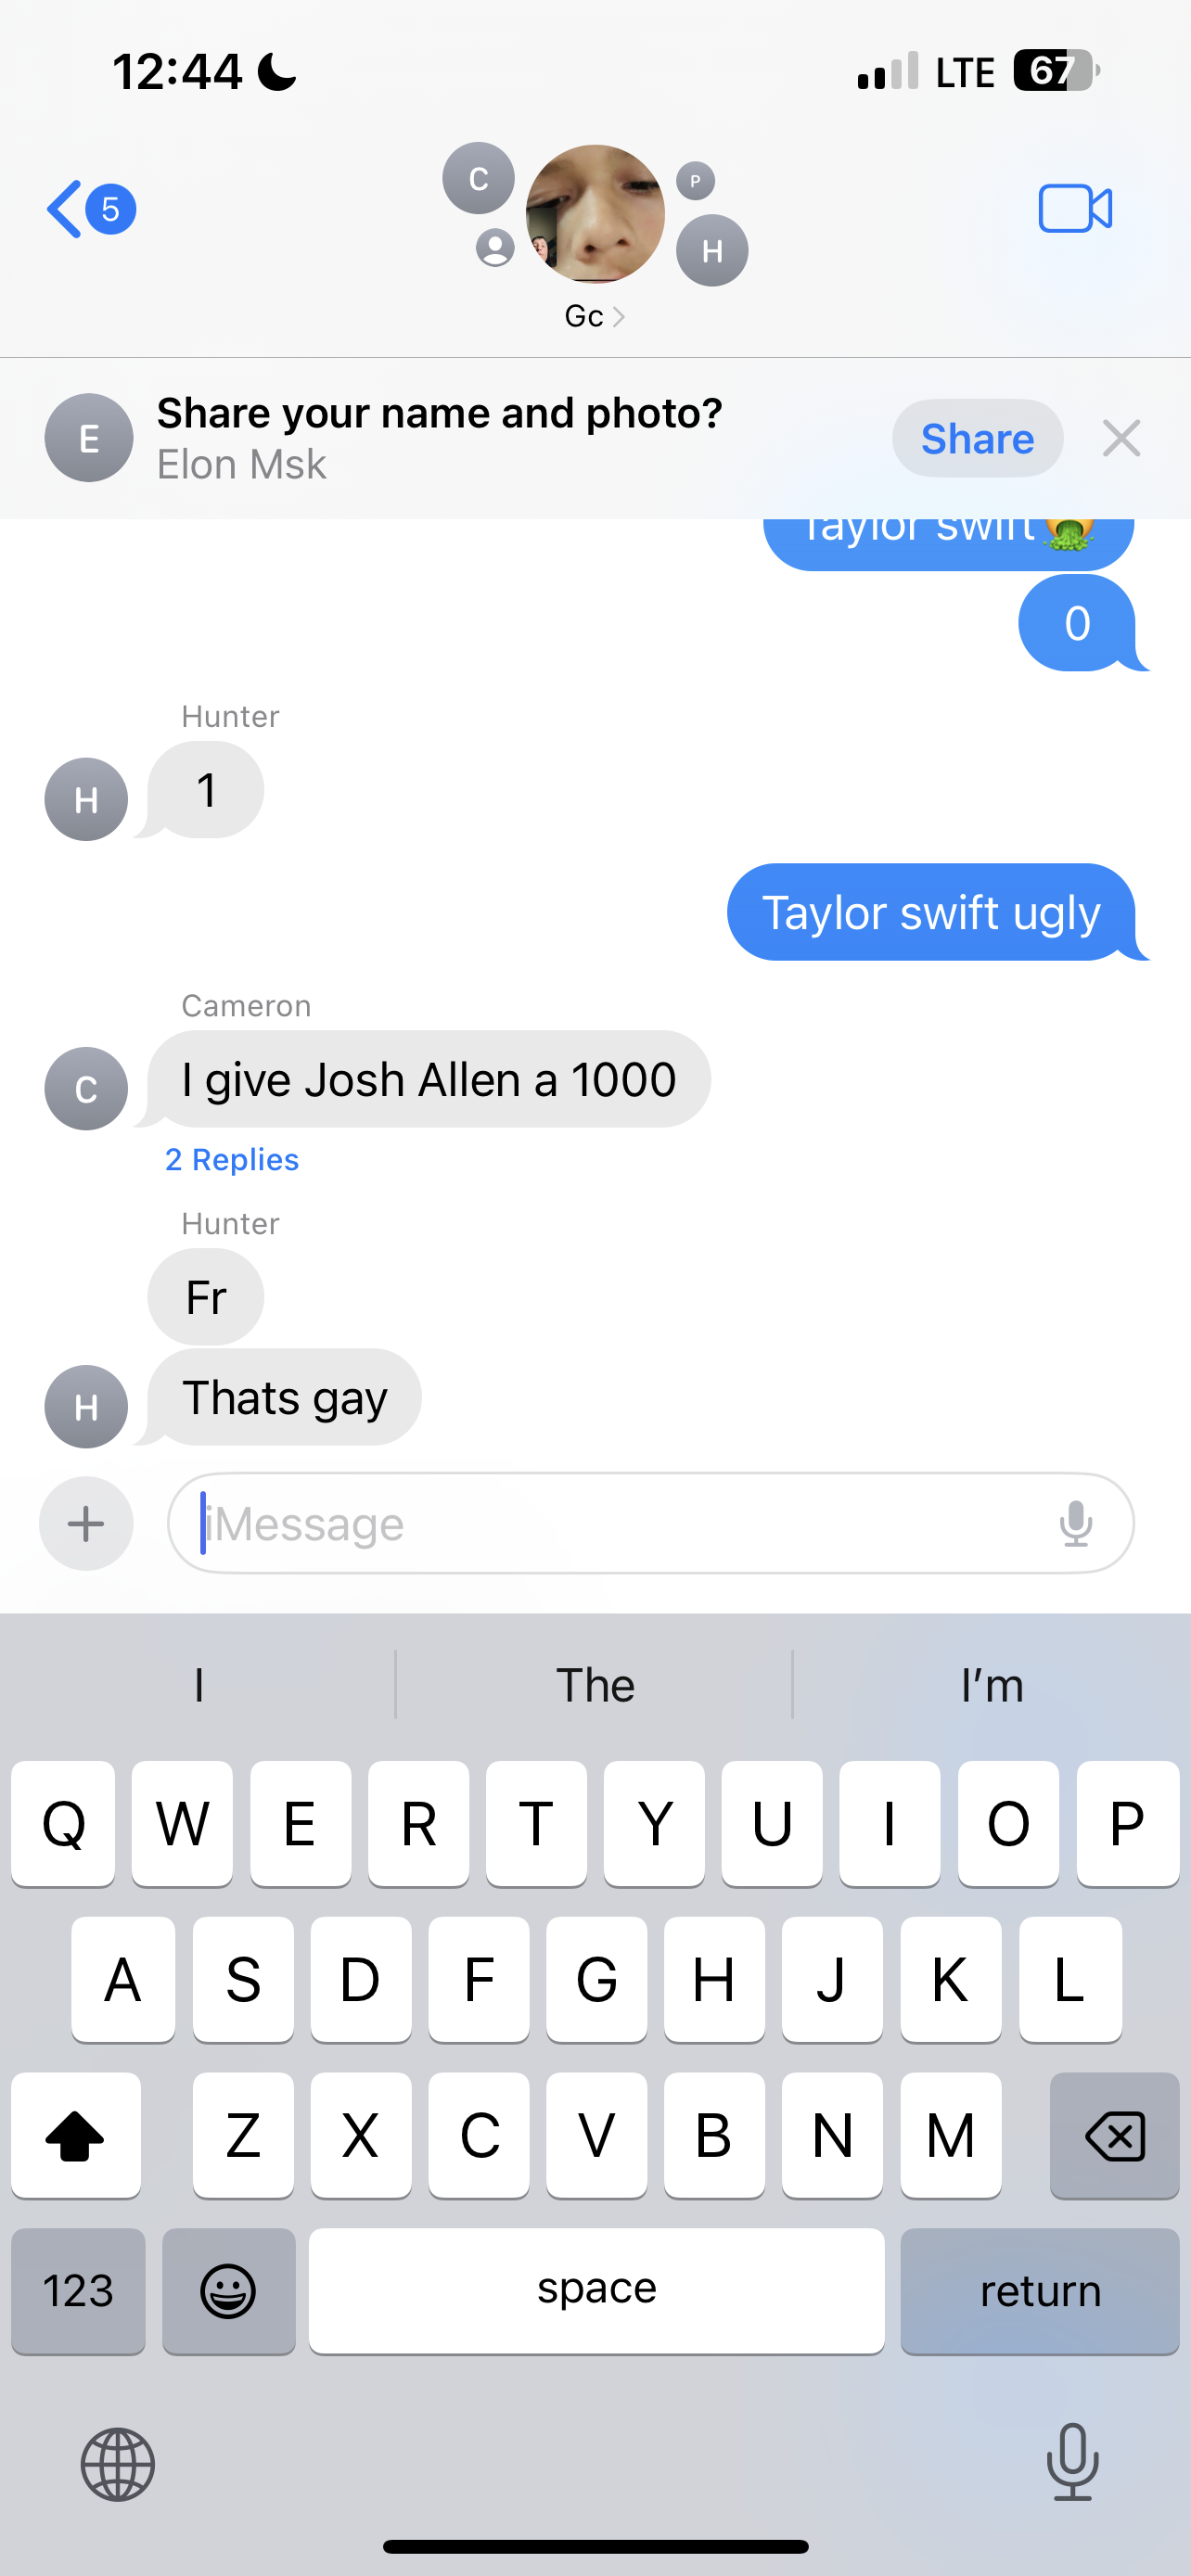 12:44
LTE
67
5
C
P
H
Gc
E
Share your name and photo?
Elon Msk
Share
Taylor swift🤮
0
Hunter
H
1
Taylor swift ugly
Cameron
C
I give Josh Allen a 1000
2 Replies
Hunter
Fr
H
Thats gay
iMessage
I The I’m
Q W E R T Y U I O P
A S D F G H J K L
Z X C V B N M
123 space return